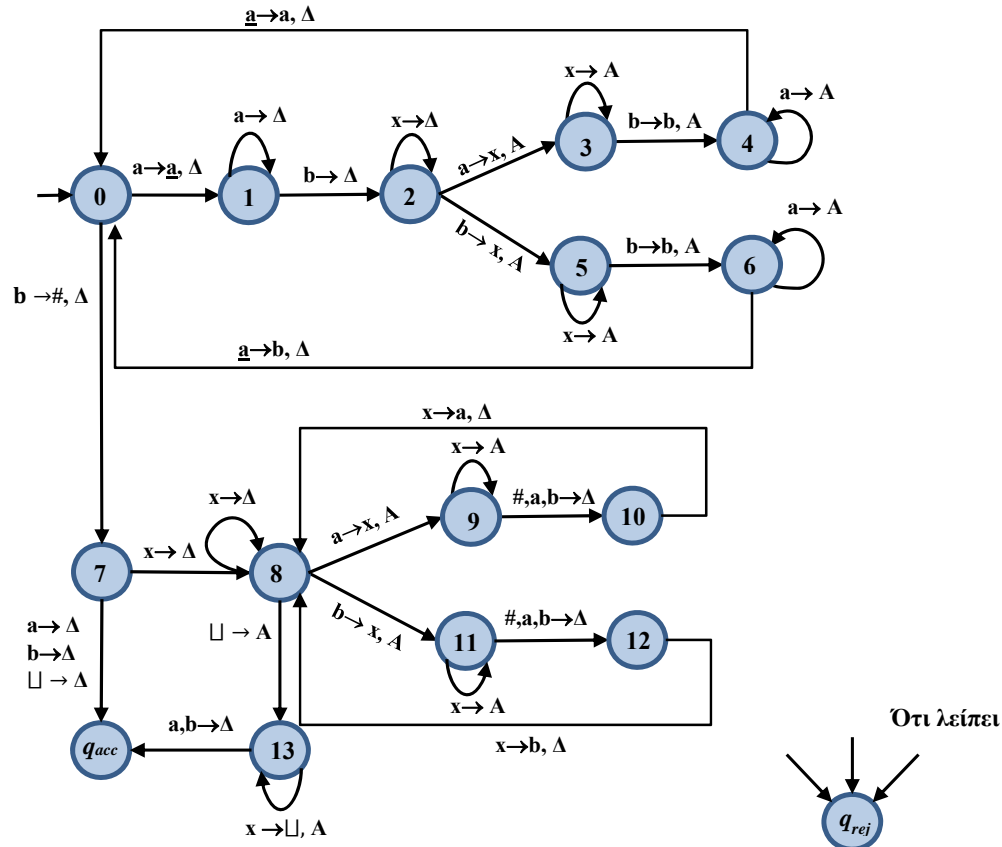 a→a, Δ
x→ A
a→ A
a→a, Δ
a→ Δ
b→ Δ
x→Δ
a→x, A
b→b, A
0
1
2
3
4
b→ x, A
b→b, A
a→ A
5
6
x→ A
b →#, Δ
a→b, Δ
x→a, Δ
x→ A
x→Δ
a→x, A
#,a,b→Δ
9
10
7
x→ Δ
8
b→ x, A
#,a,b→Δ
11
12
a→ Δ
b→Δ
⊔ → Δ
⊔ → A
x→ A
x→b, Δ
a,b→Δ
qacc
13
x →⊔, A
Ότι λείπει
qrej